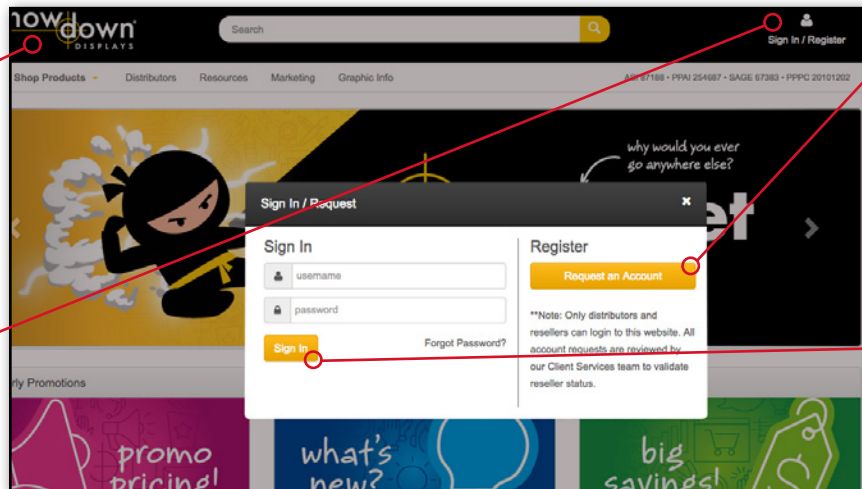 now down
DISPLAYS
Search
Sign In / Register
Shop Products
Distributors
Resources
Marketing
Graphic Info
ASI 87188 • PPAI 254687 • SAGE 67383 • PPPC 20101202
why would you ever
go anywhere else?
et
Sign In / Request
×
Sign In
username
password
Sign In
Forgot Password?
Register
Request an Account
**Note: Only distributors and
resellers can login to this website. All
account requests are reviewed by
our Client Services team to validate
reseller status.
rly Promotions
promo
pricing!
what's
new?
big
savings!